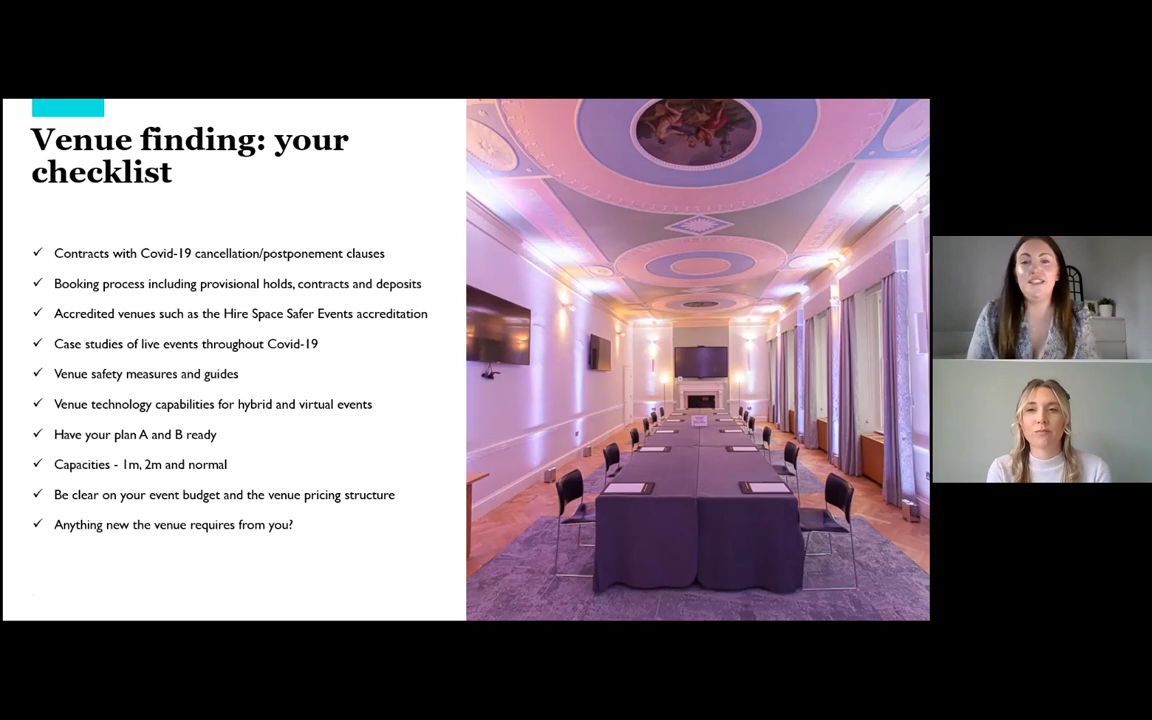 Venue finding: your
checklist
✓ Contracts with Covid-19 cancellation/postponement clauses
✓ Booking process including provisional holds, contracts and deposits
✓ Accredited venues such as the Hire Space Safer Events accreditation
✓ Case studies of live events throughout Covid-19
✓ Venue safety measures and guides
✓ Venue technology capabilities for hybrid and virtual events
✓ Have your plan A and B ready
✓ Capacities - 1m, 2m and normal
✓ Be clear on your event budget and the venue pricing structure
✓ Anything new the venue requires from you?